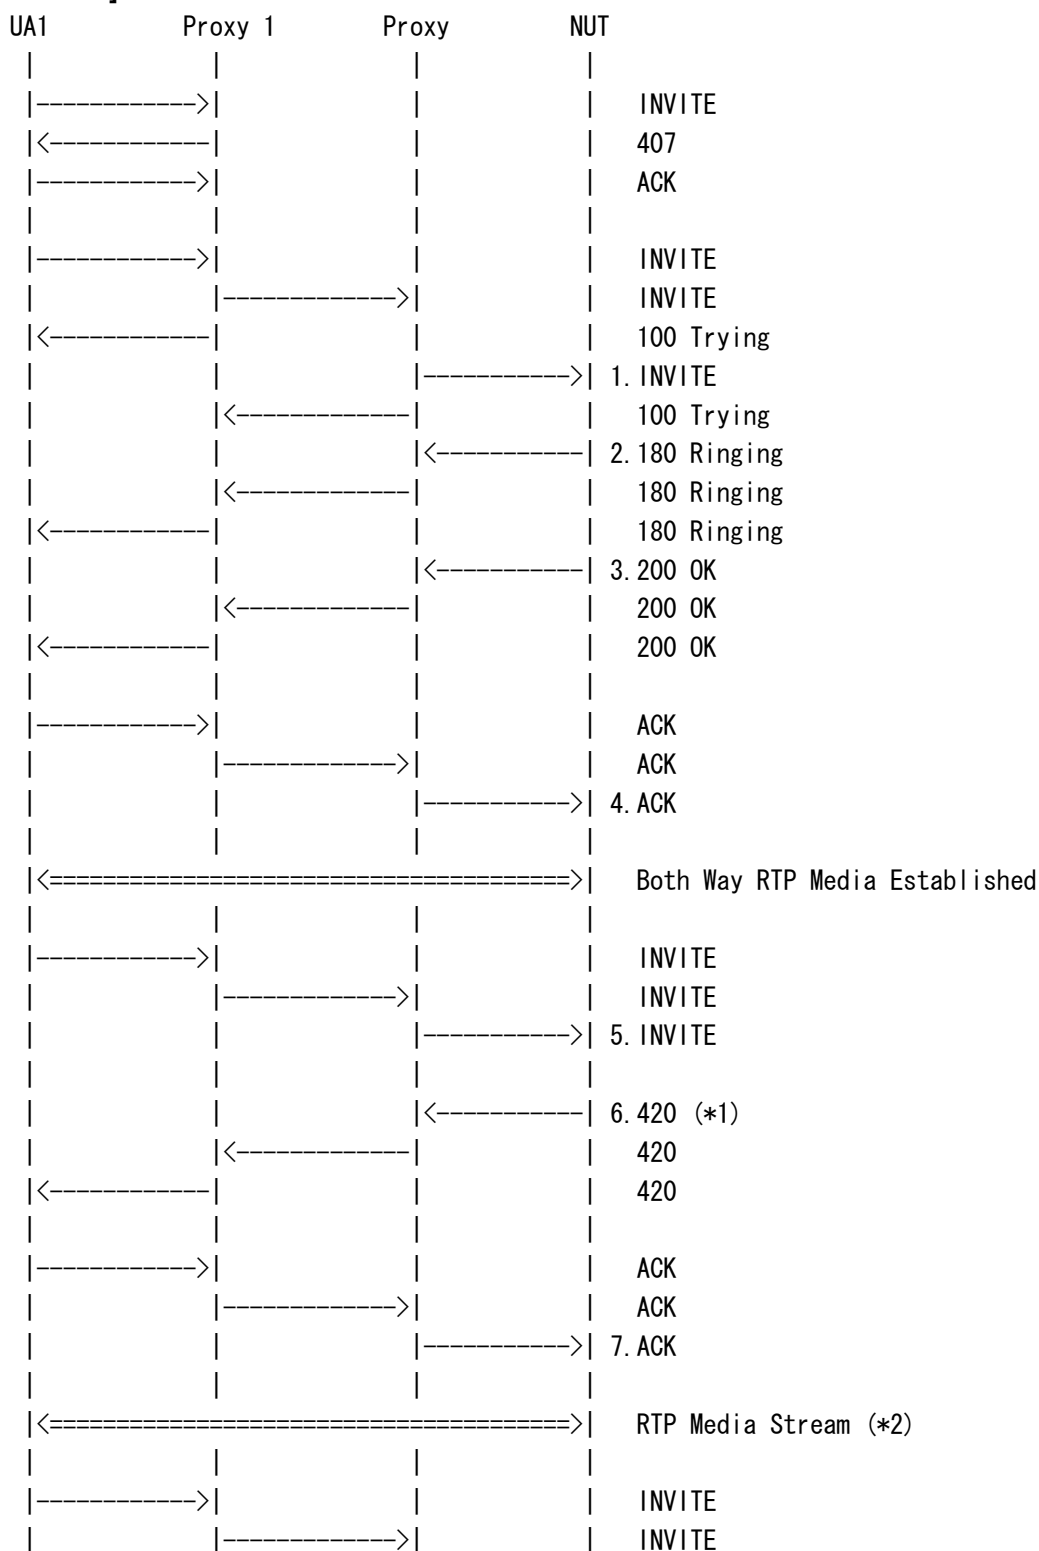 UA1 Proxy 1 Proxy NUT
INVITE
407
ACK
INVITE
INVITE
100 Trying
1. INVITE
100 Trying
2. 180 Ringing
180 Ringing
180 Ringing
3. 200 OK
200 OK
200 OK
ACK
ACK
4. ACK
Both Way RTP Media Established
INVITE
INVITE
5. INVITE
6. 420 (*1)
420
420
ACK
ACK
7. ACK
RTP Media Stream (*2)
INVITE
INVITE